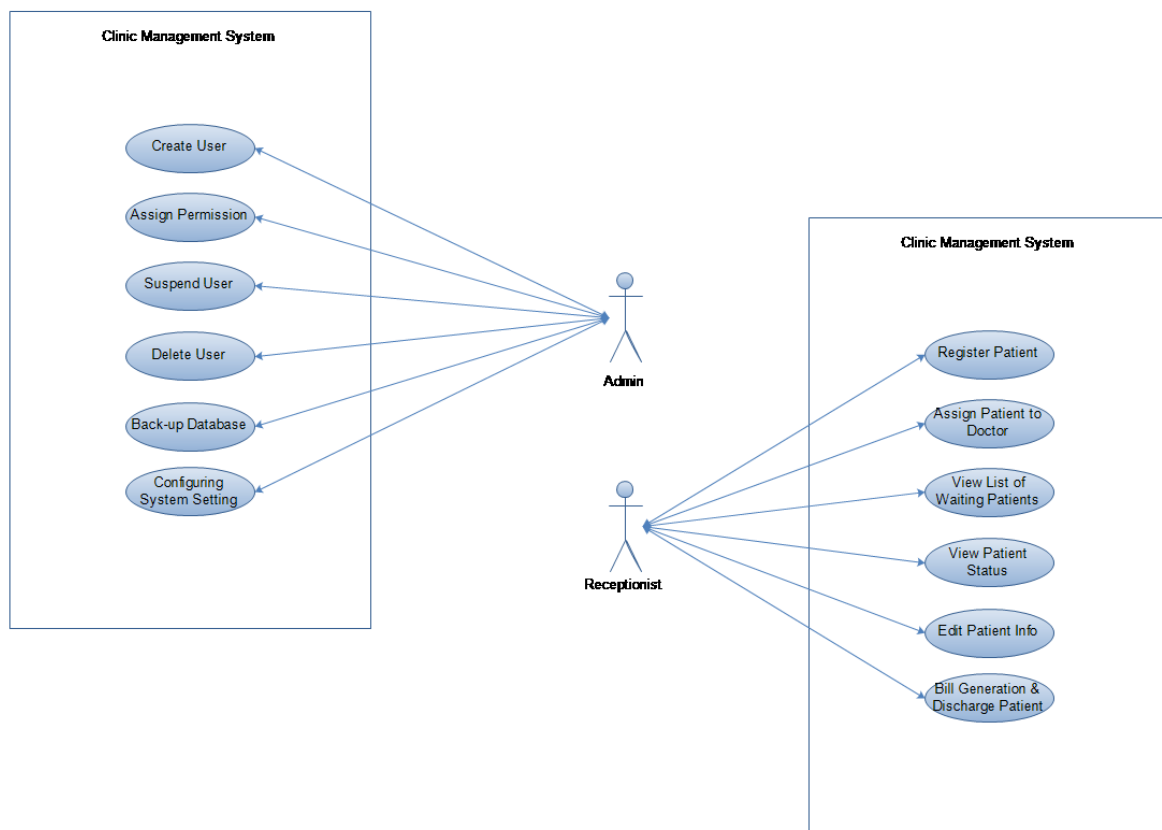 Clinic Management System
Create User
Assign Permission
Suspend User
Delete User
Back-up Database
Configuring
System Setting
Admin
Receptionist
Clinic Management System
Register Patient
Assign Patient to
Doctor
View List of
Waiting Patients
View Patient
Status
Edit Patient Info
Bill Generation &
Discharge Patient